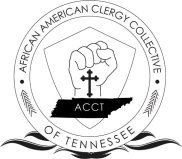 AFRICAN AMERICAN CLERGY COLLECTIVE
ACCT
OF TENNESSEE